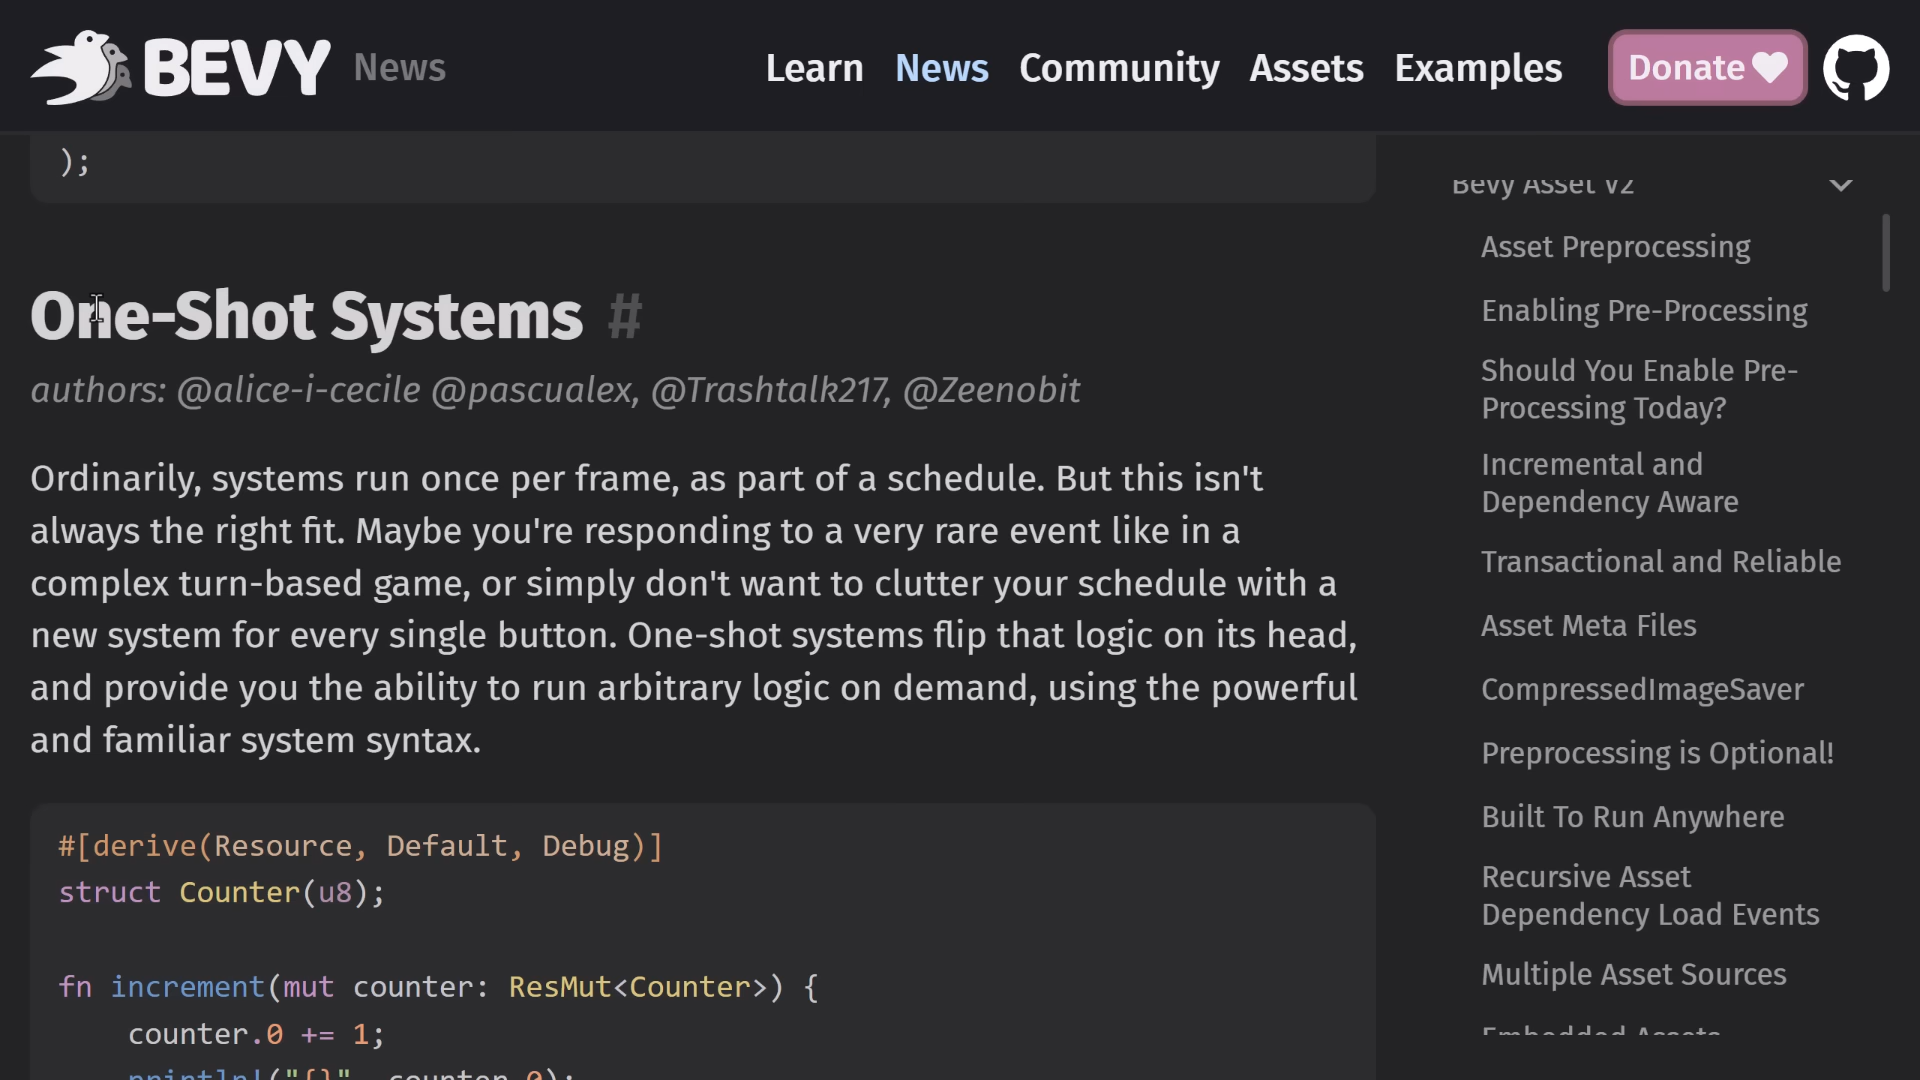 BEVY News Learn News Community Assets Examples Donate
);
One-Shot Systems #
authors: @alice-i-cecile @pascualex, @Trashtalk217, @Zeenobit
Ordinarily, systems run once per frame, as part of a schedule. But this isn't
always the right fit. Maybe you're responding to a very rare event like in a
complex turn-based game, or simply don't want to clutter your schedule with a
new system for every single button. One-shot systems flip that logic on its head,
and provide you the ability to run arbitrary logic on demand, using the powerful
and familiar system syntax.
#[derive(Resource, Default, Debug)]
struct Counter(u8);
fn increment(mut counter: ResMut<Counter>) {
    counter.0 += 1;
    println!("{}", counter.0);
Bevy Asset V2
Asset Preprocessing
Enabling Pre-Processing
Should You Enable Pre-
Processing Today?
Incremental and
Dependency Aware
Transactional and Reliable
Asset Meta Files
CompressedImageSaver
Preprocessing is Optional!
Built To Run Anywhere
Recursive Asset
Dependency Load Events
Multiple Asset Sources
Embedded Assets